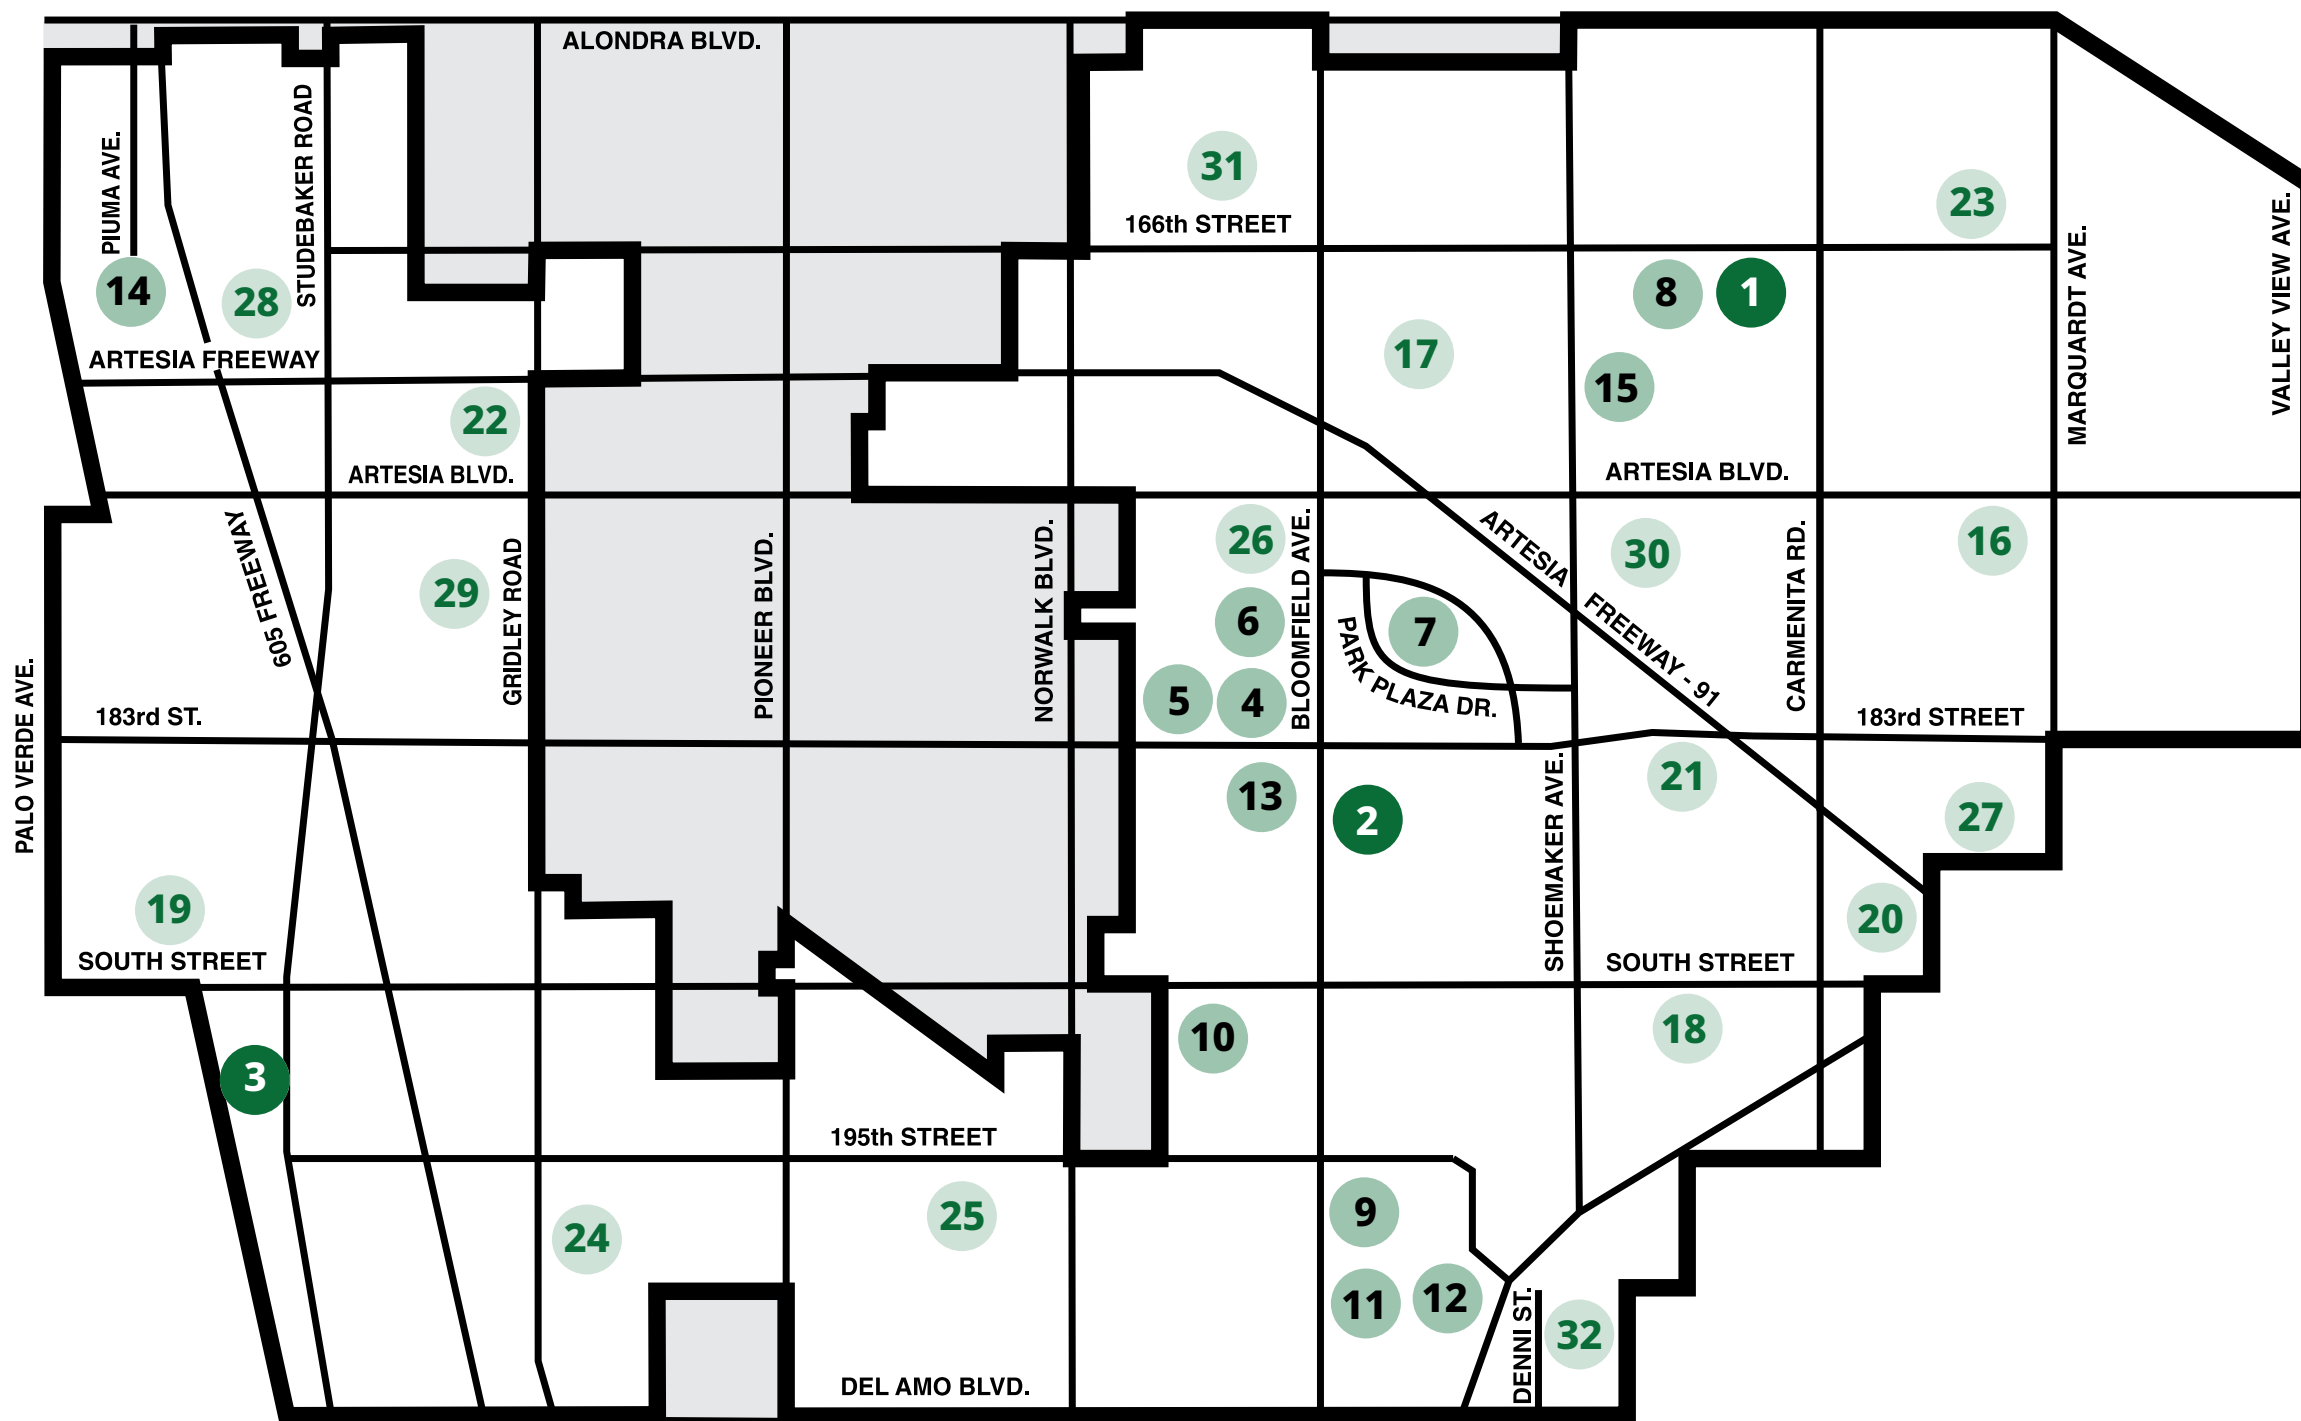 ALONDRA BLVD.
PIUMA AVE.
STUDEBAKER ROAD
31
166th STREET
23
MARQUARDT AVE.
VALLEY VIEW AVE.
14
28
8
1
ARTESIA FREEWAY
17
15
22
ARTESIA BLVD.
ARTESIA BLVD.
605 FREEWAY
29
GRIDLEY ROAD
PIONEER BLVD.
NORWALK BLVD.
26
BLOOMFIELD AVE.
ARTESIA FREEWAY - 91
30
CARMENITA RD.
16
6
7
PARK PLAZA DR.
5
4
PALO VERDE AVE.
183rd ST.
183rd STREET
13
2
SHOEMAKER AVE.
21
27
19
20
SOUTH STREET
SOUTH STREET
3
10
18
195th STREET
24
25
9
11
12
DENNI ST.
32
DEL AMO BLVD.